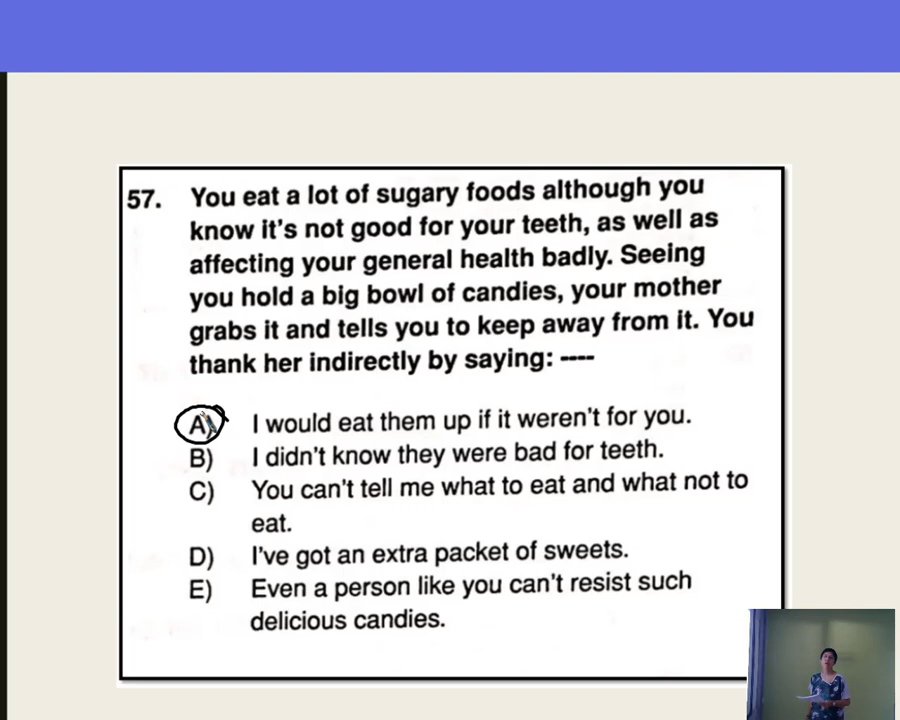 57. You eat a lot of sugary foods although you
know it's not good for your teeth, as well as
affecting your general health badly. Seeing
you hold a big bowl of candies, your mother
grabs it and tells you to keep away from it. You
thank her indirectly by saying: ----
A) I would eat them up if it weren't for you.
B) I didn't know they were bad for teeth.
C) You can't tell me what to eat and what not to
eat.
D) I've got an extra packet of sweets.
E) Even a person like you can't resist such
delicious candies.